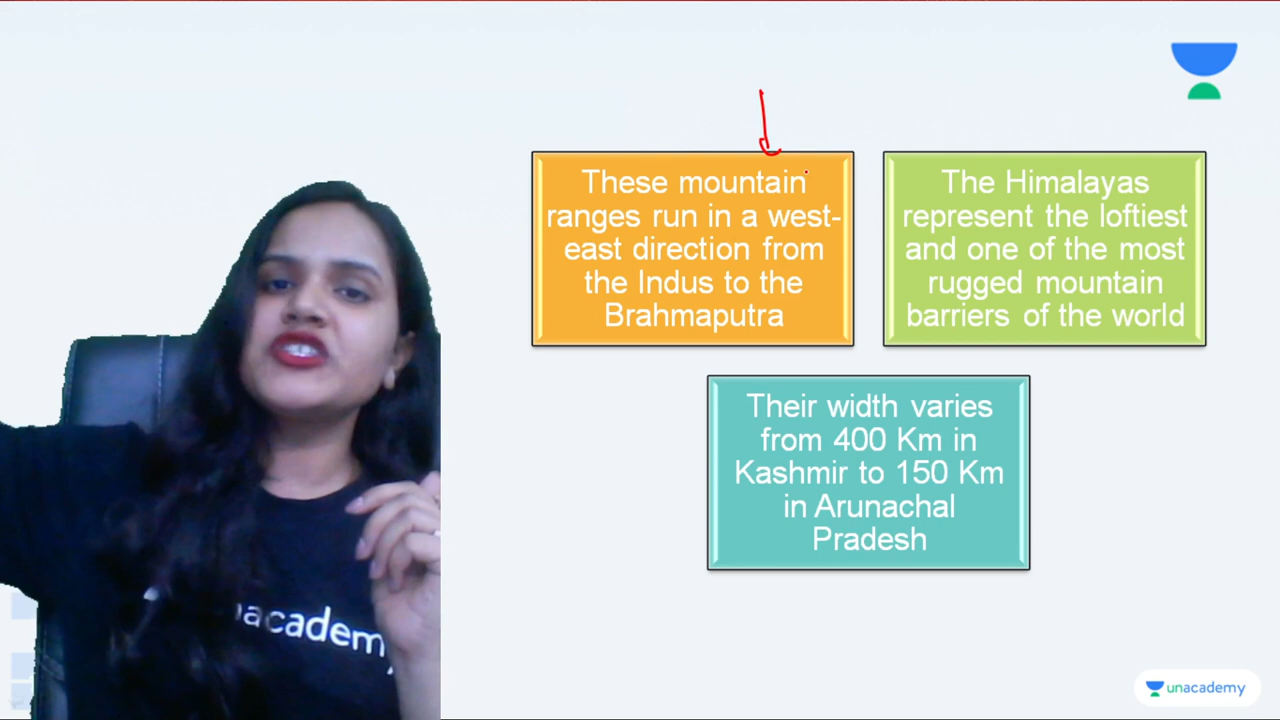 These mountain
ranges run in a west-
east direction from
the Indus to the
Brahmaputra
The Himalayas
represent the loftiest
and one of the most
rugged mountain
barriers of the world
Their width varies
from 400 Km in
Kashmir to 150 Km
in Arunachal
Pradesh
unacademy